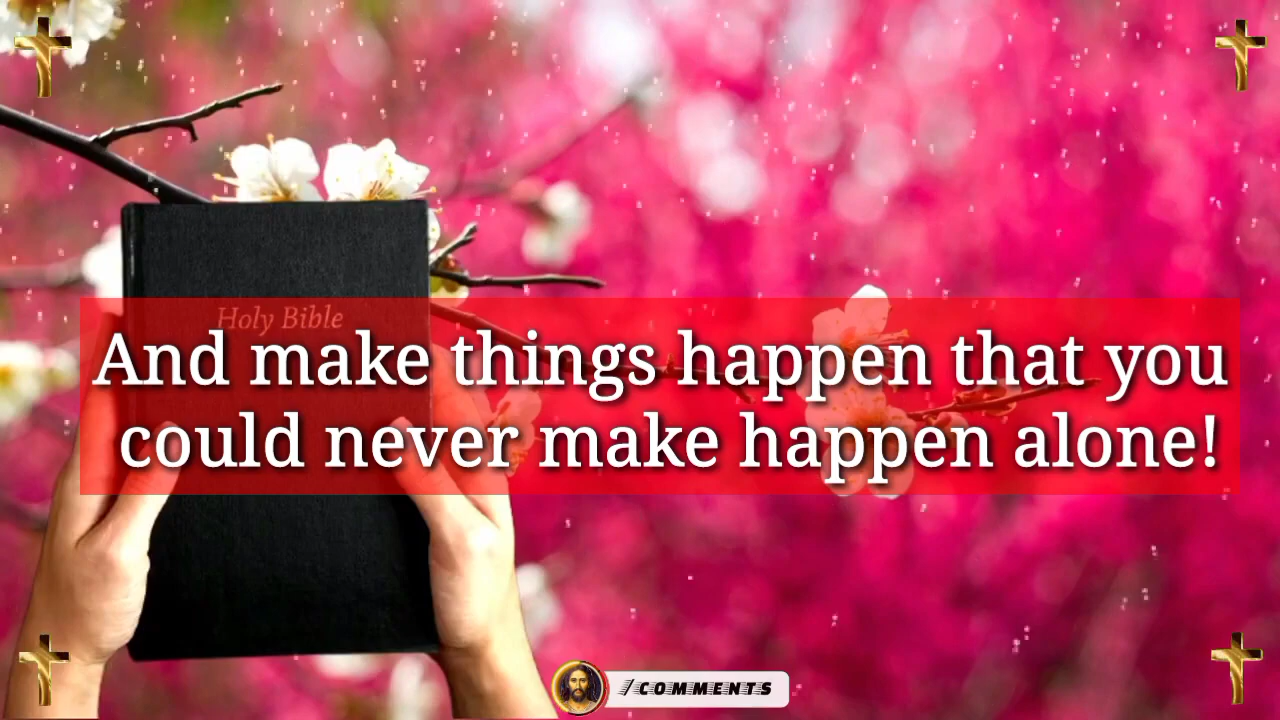 Holy Bible
And make things happen that you
could never make happen alone!
/COMMENTS